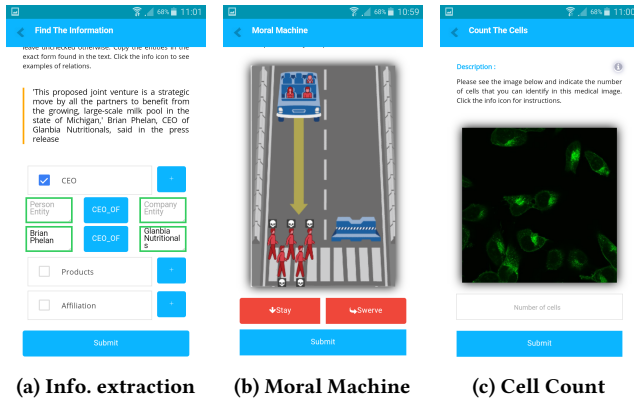 68% 11:01
Find The Information
leave unchecked otherwise. Copy the entities in the
exact form found in the text. Click the info icon to see
examples of relations.
'This proposed joint venture is a strategic
move by all the partners to benefit from
the growing, large-scale milk pool in the
state of Michigan,' Brian Phelan, CEO of
Glanbia Nutritionals, said in the press
release
CEO +
Person
Entity
CEO_OF
Company
Entity
Brian
Phelan
CEO_OF
Glanbia
Nutritional
s
Products +
Affiliation +
Submit
(a) Info. extraction
68% 10:59
Moral Machine
Stay
Swerve
Submit
(b) Moral Machine
68% 11:00
Count The Cells
Description :
Please see the image below and indicate the number
of cells that you can identify in this medical image.
Click the info icon for instructions.
Number of cells
Submit
(c) Cell Count